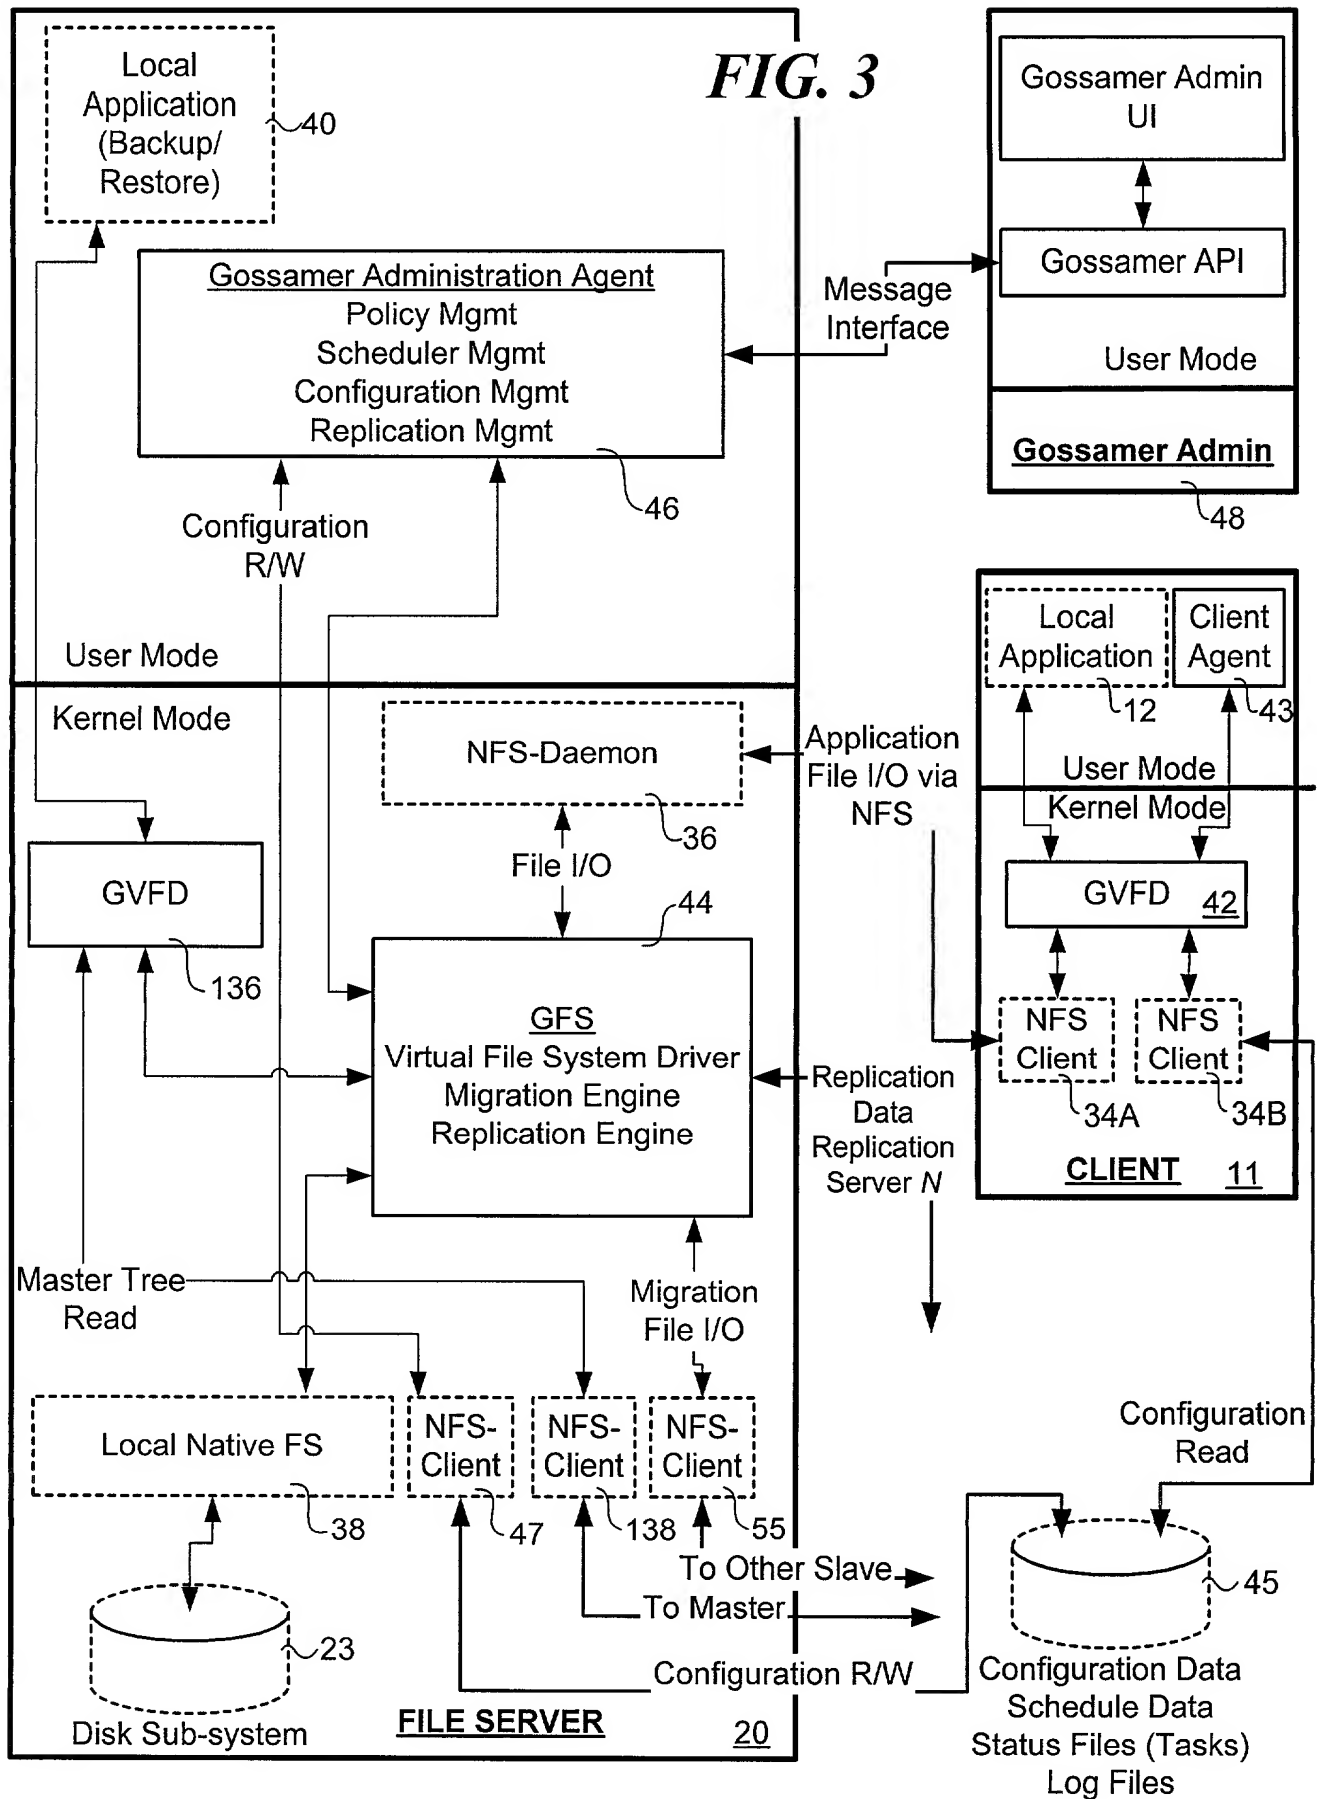 FIG. 3
Local
Application
(Backup/
Restore)
40
Gossamer Administration Agent
Policy Mgmt
Scheduler Mgmt
Configuration Mgmt
Replication Mgmt
46
Configuration
R/W
User Mode
Kernel Mode
Message
Interface
Gossamer Admin
UI
Gossamer API
User Mode
Gossamer Admin
48
NFS-Daemon
36
File I/O
GVFD
136
44
GFS
Virtual File System Driver
Migration Engine
Replication Engine
Application
File I/O via
NFS
Local
Application
12
Client
Agent
43
User Mode
Kernel Mode
GVFD
42
NFS
Client
34A
NFS
Client
34B
CLIENT
11
Replication
Data
Replication
Server N
Master Tree
Read
Migration
File I/O
Local Native FS
38
NFS-
Client
47
NFS-
Client
138
NFS-
Client
55
Disk Sub-system
23
To Other Slave
To Master
Configuration R/W
FILE SERVER
20
Configuration
Read
45
Configuration Data
Schedule Data
Status Files (Tasks)
Log Files